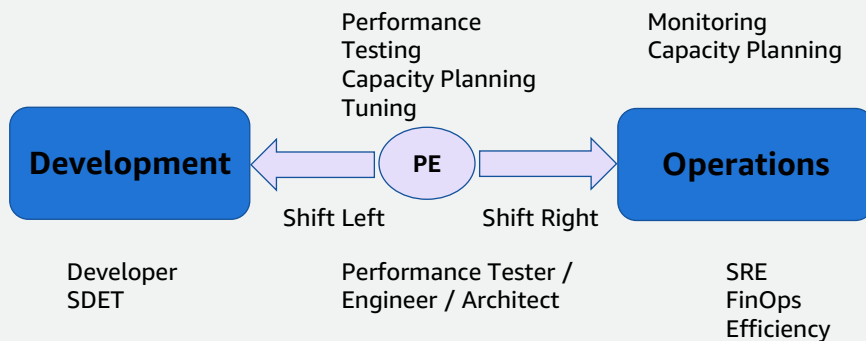 Performance
Testing
Capacity Planning
Tuning
Monitoring
Capacity Planning
Development
PE
Operations
Shift Left
Shift Right
Developer
SDET
Performance Tester /
Engineer / Architect
SRE
FinOps
Efficiency